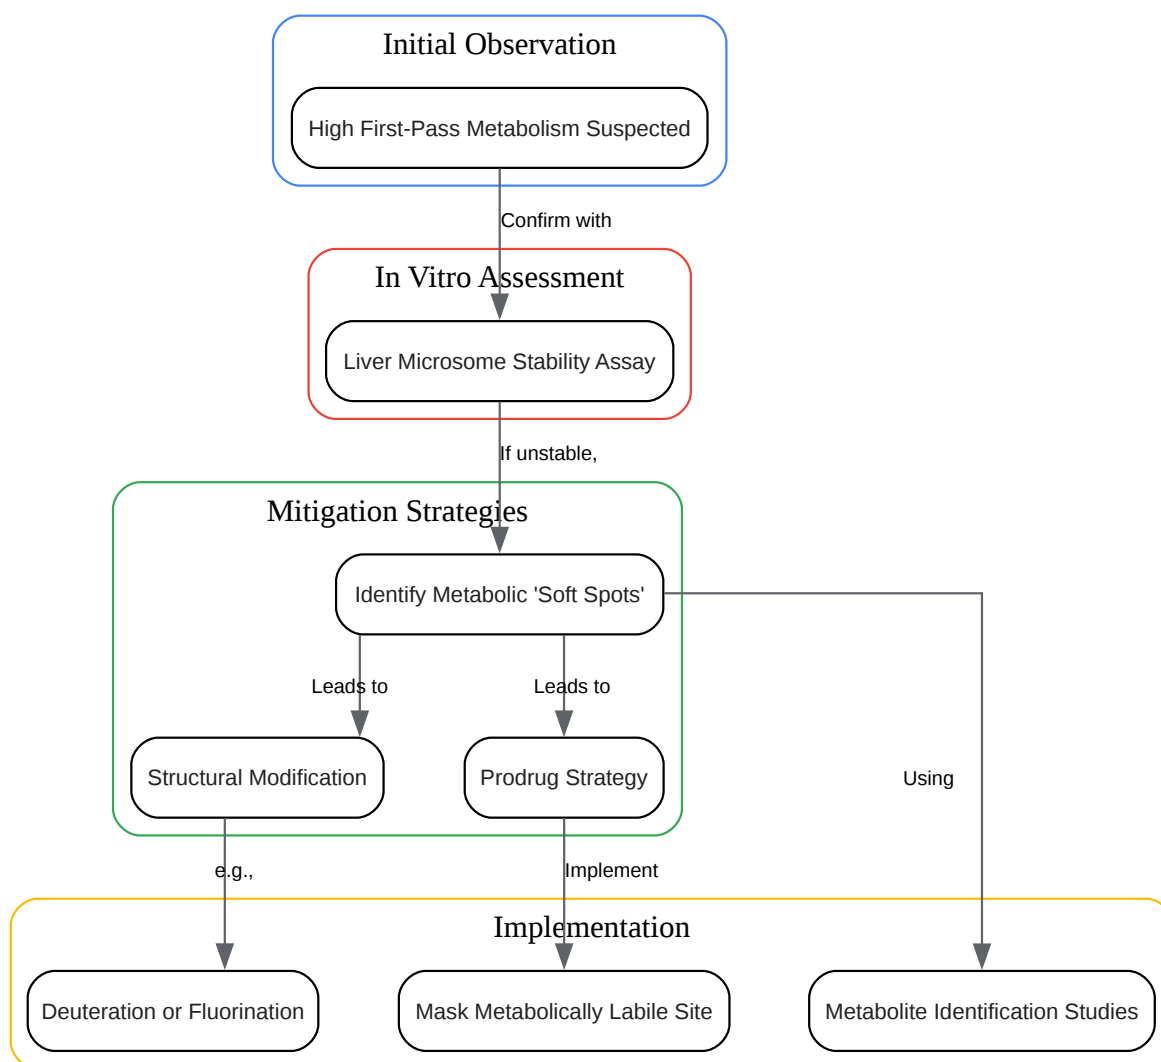 Initial Observation
High First-Pass Metabolism Suspected
Confirm with
In Vitro Assessment
Liver Microsome Stability Assay
If unstable,
Mitigation Strategies
Identify Metabolic 'Soft Spots'
Leads to
Leads to
Structural Modification
Prodrug Strategy
Using
e.g.,
Implement
Implementation
Deuteration or Fluorination
Mask Metabolically Labile Site
Metabolite Identification Studies